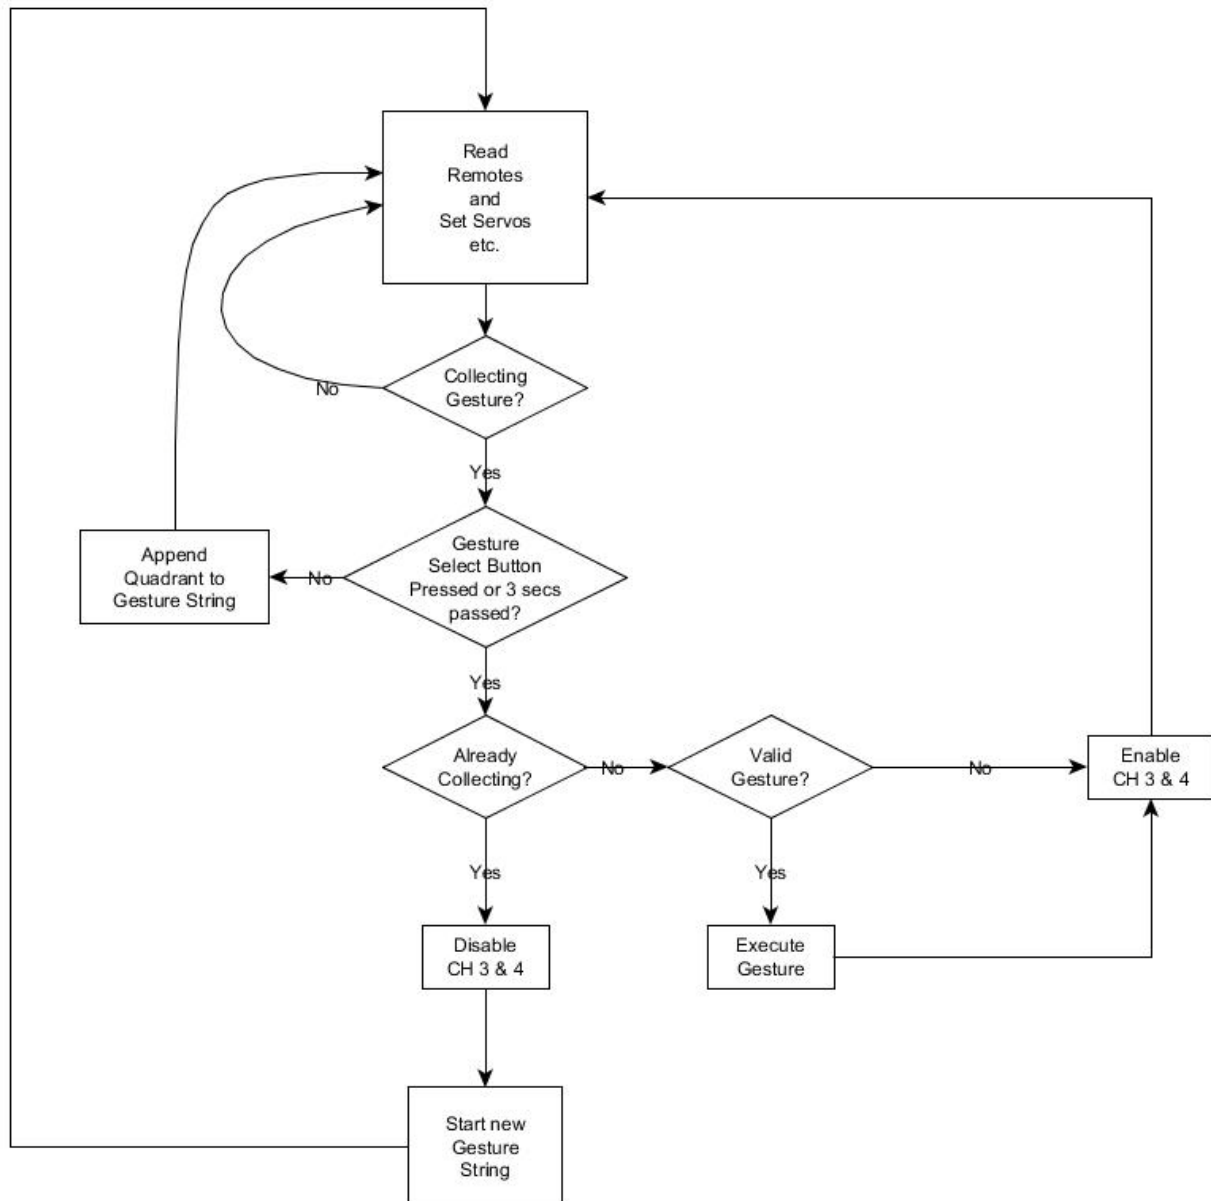 Read
Remotes
and
Set Servos
etc.
Collecting
Gesture?
No
Yes
Gesture
Select Button
Pressed or 3 secs
passed?
No
Append
Quadrant to
Gesture String
Yes
Already
Collecting?
No
Valid
Gesture?
No
Enable
CH 3 & 4
Yes
Yes
Disable
CH 3 & 4
Execute
Gesture
Start new
Gesture
String